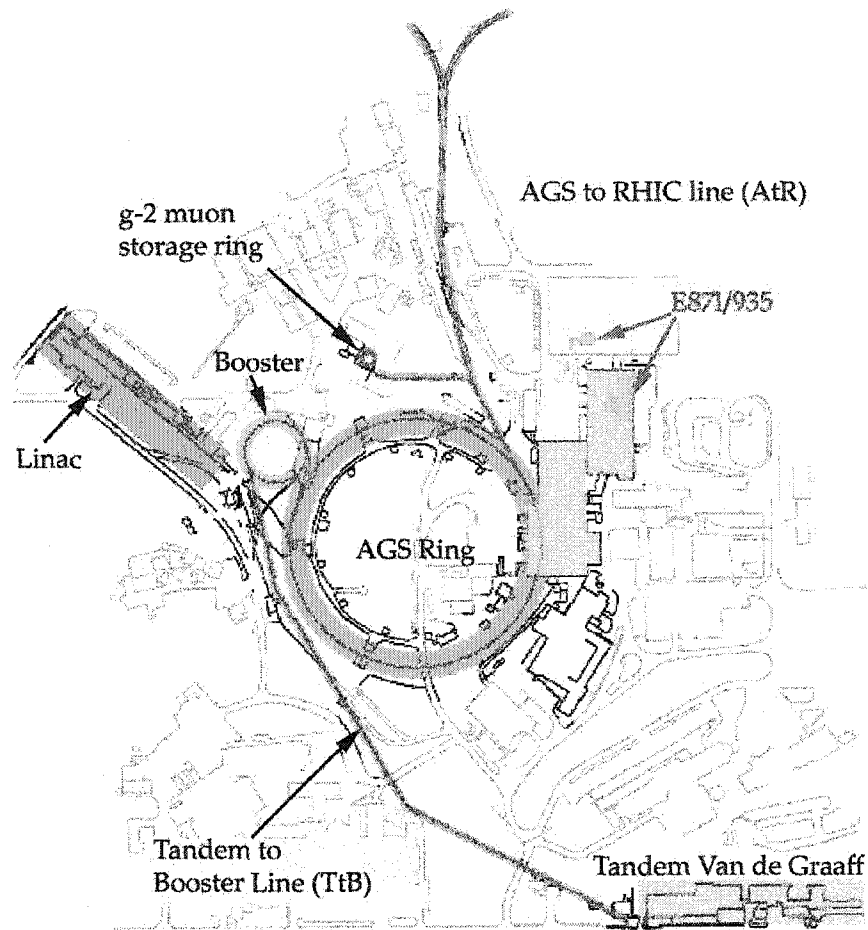 AGS to RHIC line (AtR)
g-2 muon
storage ring
E871/935
Booster
Linac
AGS Ring
Tandem to
Booster Line (TtB)
Tandem Van de Graaff